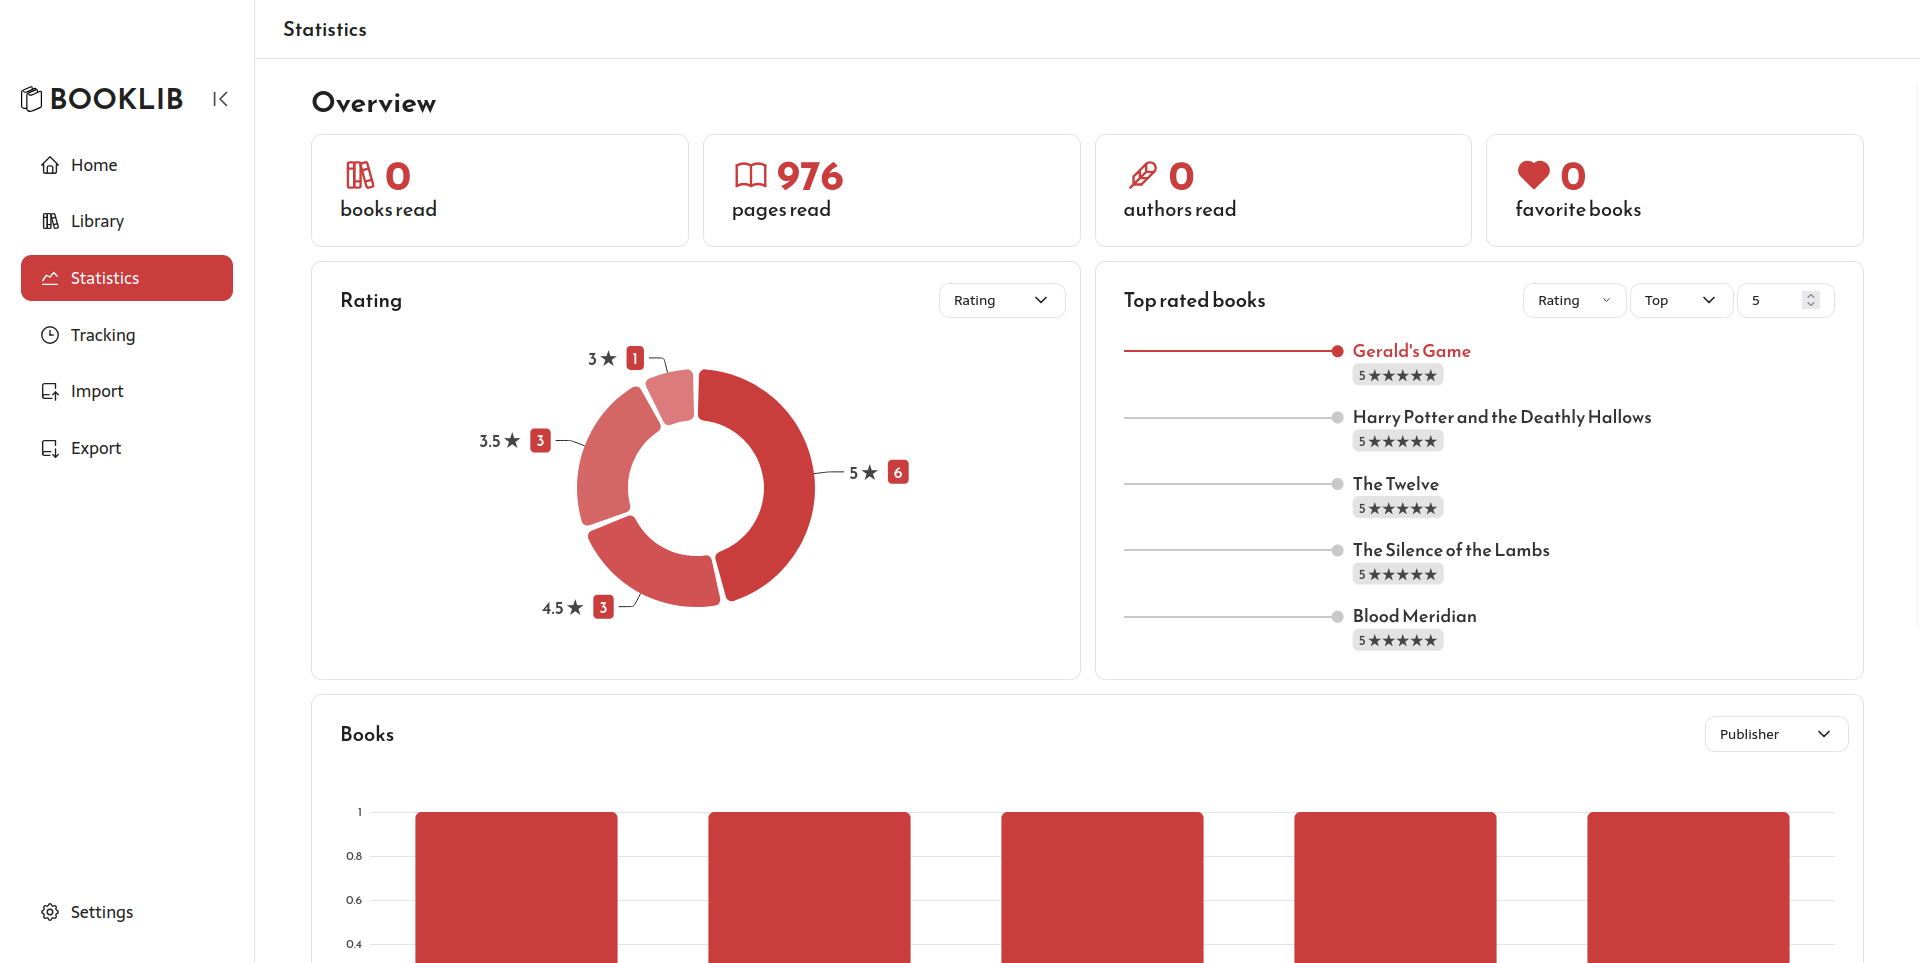 Statistics
BOOKLIB
Home
Library
Statistics
Tracking
Import
Export
Settings
Overview
0
books read
976
pages read
0
authors read
0
favorite books
Rating
Rating
3 ★ 1
3.5 ★ 3
5 ★ 6
4.5 ★ 3
Top rated books
Rating
Top
5
Gerald's Game
5 ★★★★★
Harry Potter and the Deathly Hallows
5 ★★★★★
The Twelve
5 ★★★★★
The Silence of the Lambs
5 ★★★★★
Blood Meridian
5 ★★★★★
Books
Publisher
1
0.8
0.6
0.4